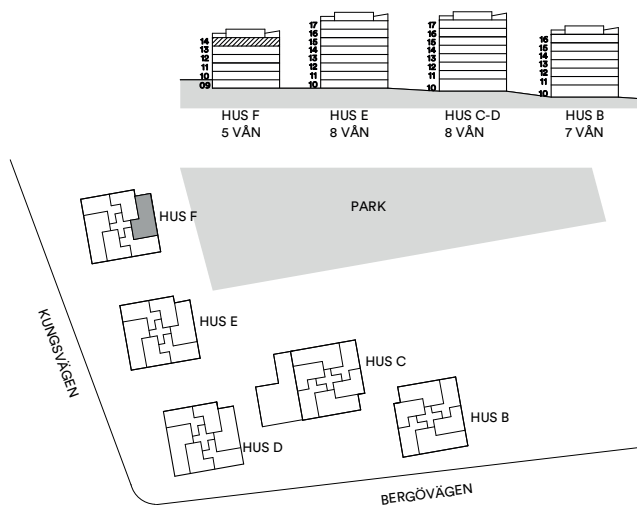 14
13
12
11
10
09
17
16
15
14
13
12
11
10
17
16
15
14
13
12
11
10
16
15
14
13
12
11
10
HUS F
5 VÅN
HUS E
8 VÅN
HUS C-D
8 VÅN
HUS B
7 VÅN
PARK
HUS F
HUS E
HUS C
HUS B
HUS D
KUNGSVÄGEN
BERGÖVÄGEN